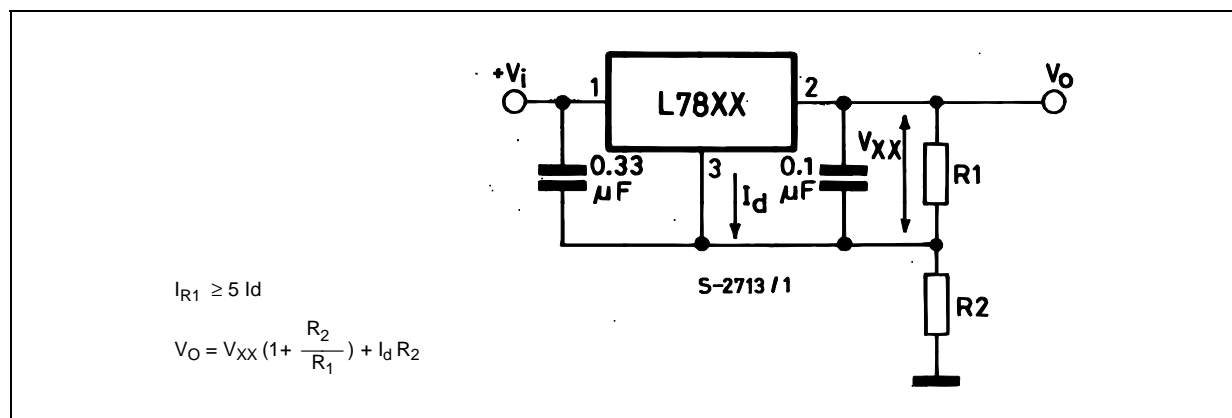 +Vi
1
L78XX
2
Vo
0.33
µF
3
Id
0.1
µF
VXX
R1
S-2713/1
R2
IR1 ≥ 5 Id
VO = VXX (1+ R2/R1) + Id R2